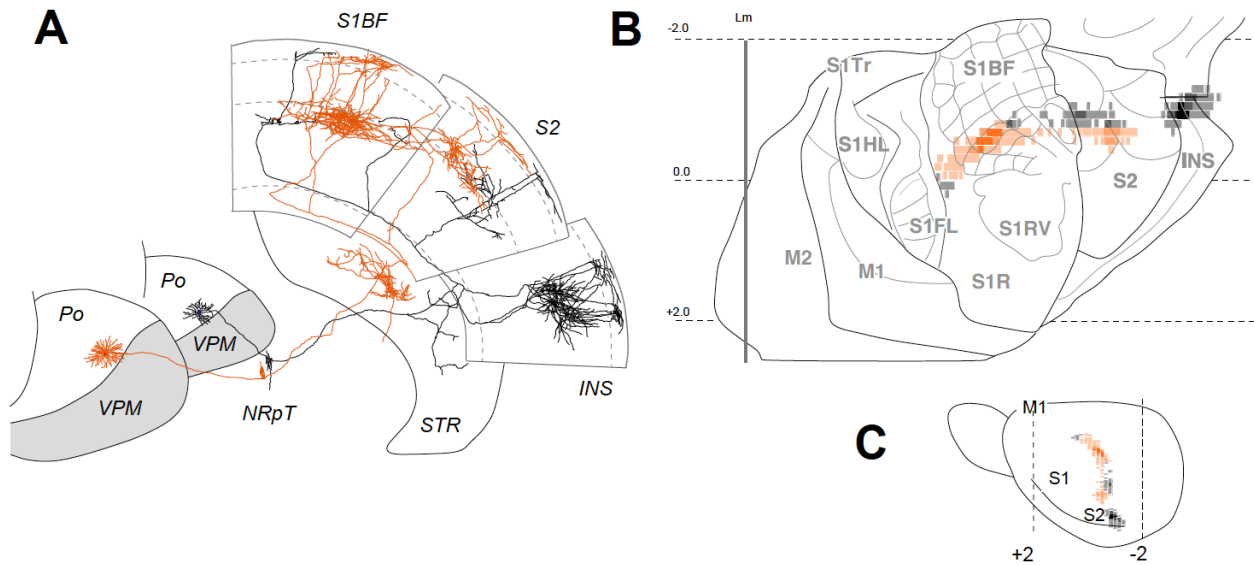 A
S1BF
S2
Po
Po
VPM
VPM
NRpT
STR
INS
B
Lm
-2.0
S1Tr
S1BF
S1HL
0.0
INS
S2
S1FL
S1RV
M2
M1
S1R
+2.0
C
M1
S1
S2
+2
-2